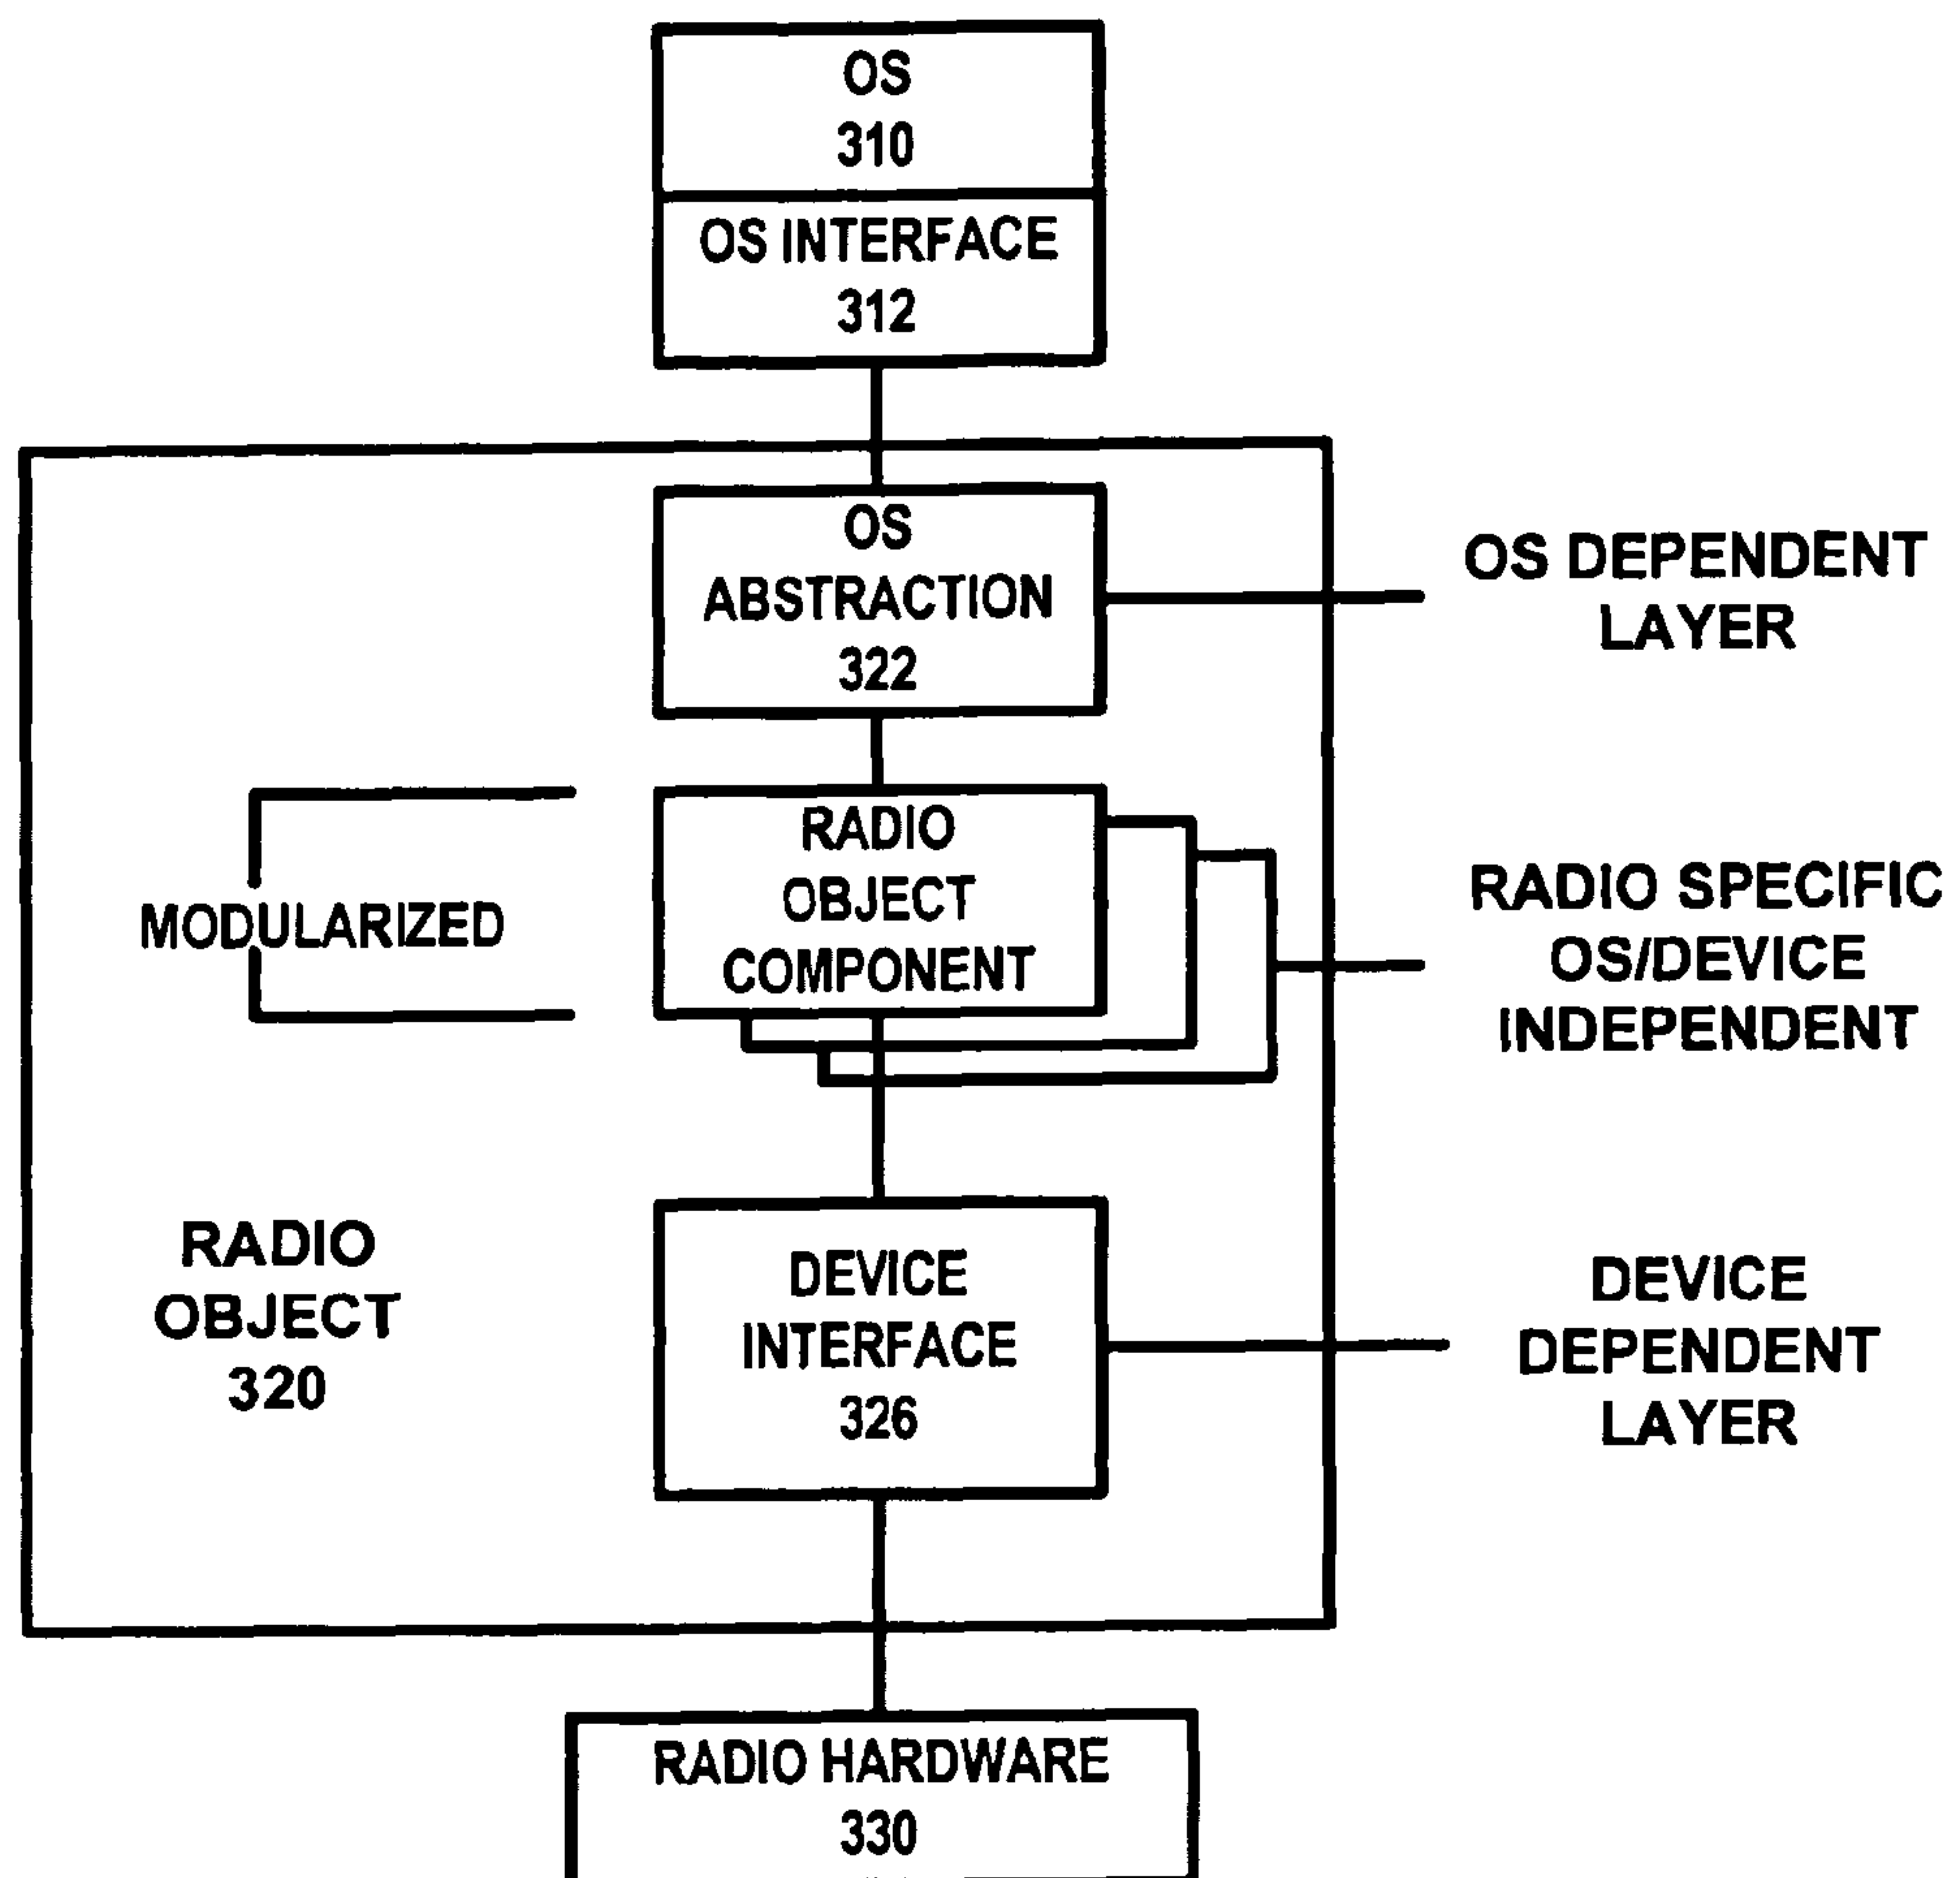 OS
310
OS INTERFACE
312
OS
ABSTRACTION
322
OS DEPENDENT
LAYER
MODULARIZED
RADIO
OBJECT
COMPONENT
RADIO SPECIFIC
OS/DEVICE
INDEPENDENT
RADIO
OBJECT
320
DEVICE
INTERFACE
326
DEVICE
DEPENDENT
LAYER
RADIO HARDWARE
330